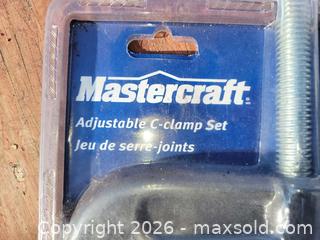 Mastercraft
Adjustable C-clamp Set
Jeu de serre-joints
Copyright 2026 - maxsold.com